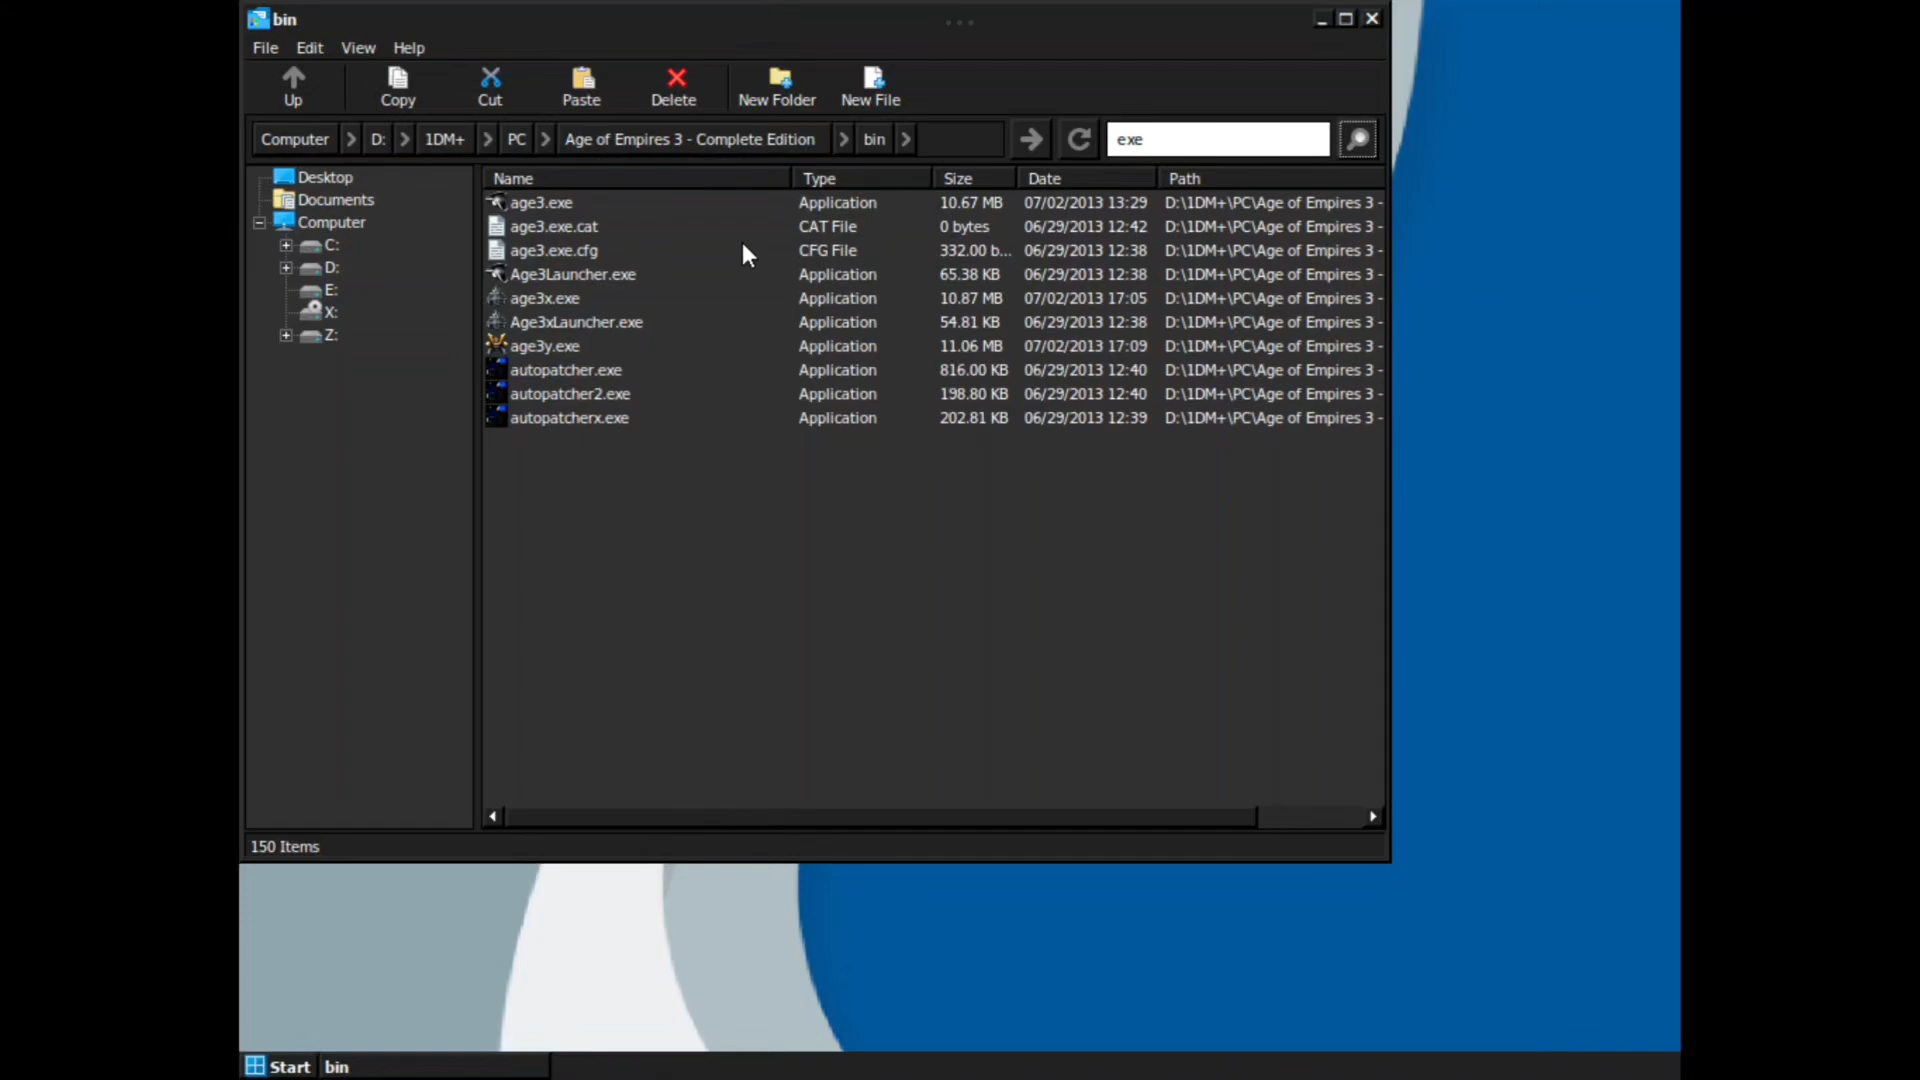 bin
File Edit View Help
Up Copy Cut Paste Delete New Folder New File
Computer D: 1DM+ PC Age of Empires 3 - Complete Edition bin exe
Desktop
Documents
Computer
C:
D:
E:
X:
Z:
Name Type Size Date Path
age3.exe Application 10.67 MB 07/02/2013 13:29 D:\1DM+\PC\Age of Empires 3 -
age3.exe.cat CAT File 0 bytes 06/29/2013 12:42 D:\1DM+\PC\Age of Empires 3 -
age3.exe.cfg CFG File 332.00 b... 06/29/2013 12:38 D:\1DM+\PC\Age of Empires 3 -
Age3Launcher.exe Application 65.38 KB 06/29/2013 12:38 D:\1DM+\PC\Age of Empires 3 -
age3x.exe Application 10.87 MB 07/02/2013 17:05 D:\1DM+\PC\Age of Empires 3 -
Age3xLauncher.exe Application 54.81 KB 06/29/2013 12:38 D:\1DM+\PC\Age of Empires 3 -
age3y.exe Application 11.06 MB 07/02/2013 17:09 D:\1DM+\PC\Age of Empires 3 -
autopatcher.exe Application 816.00 KB 06/29/2013 12:40 D:\1DM+\PC\Age of Empires 3 -
autopatcher2.exe Application 198.80 KB 06/29/2013 12:40 D:\1DM+\PC\Age of Empires 3 -
autopatcherx.exe Application 202.81 KB 06/29/2013 12:39 D:\1DM+\PC\Age of Empires 3 -
150 Items
Start bin